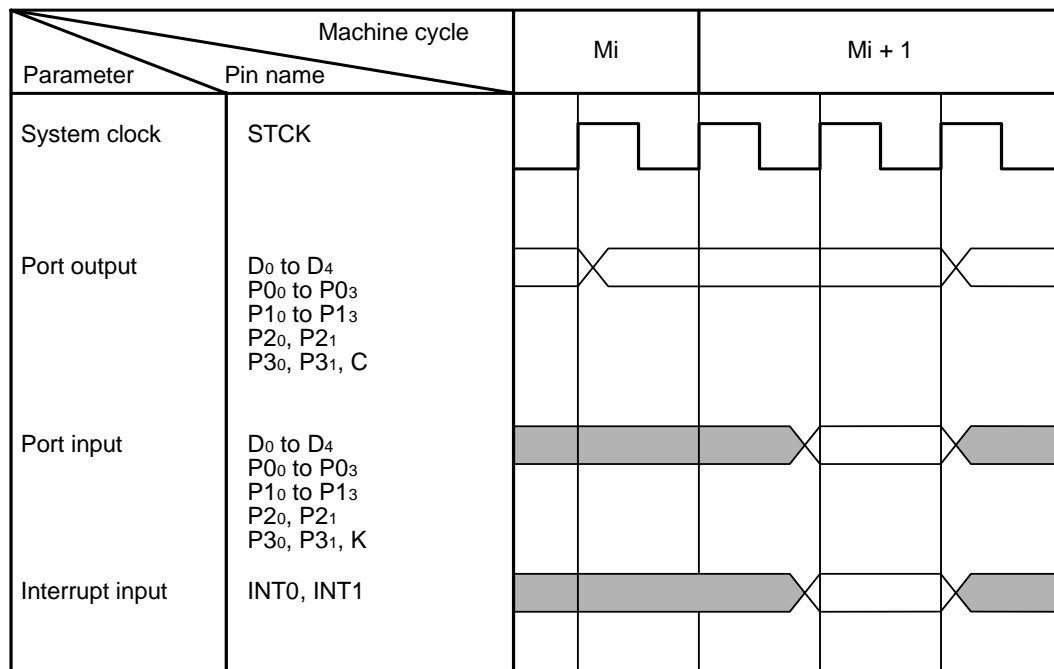 Machine cycle
Parameter
Pin name
Mi
Mi + 1
System clock
STCK
Port output
D0 to D4
P00 to P03
P10 to P13
P20, P21
P30, P31, C
Port input
D0 to D4
P00 to P03
P10 to P13
P20, P21
P30, P31, K
Interrupt input
INT0, INT1